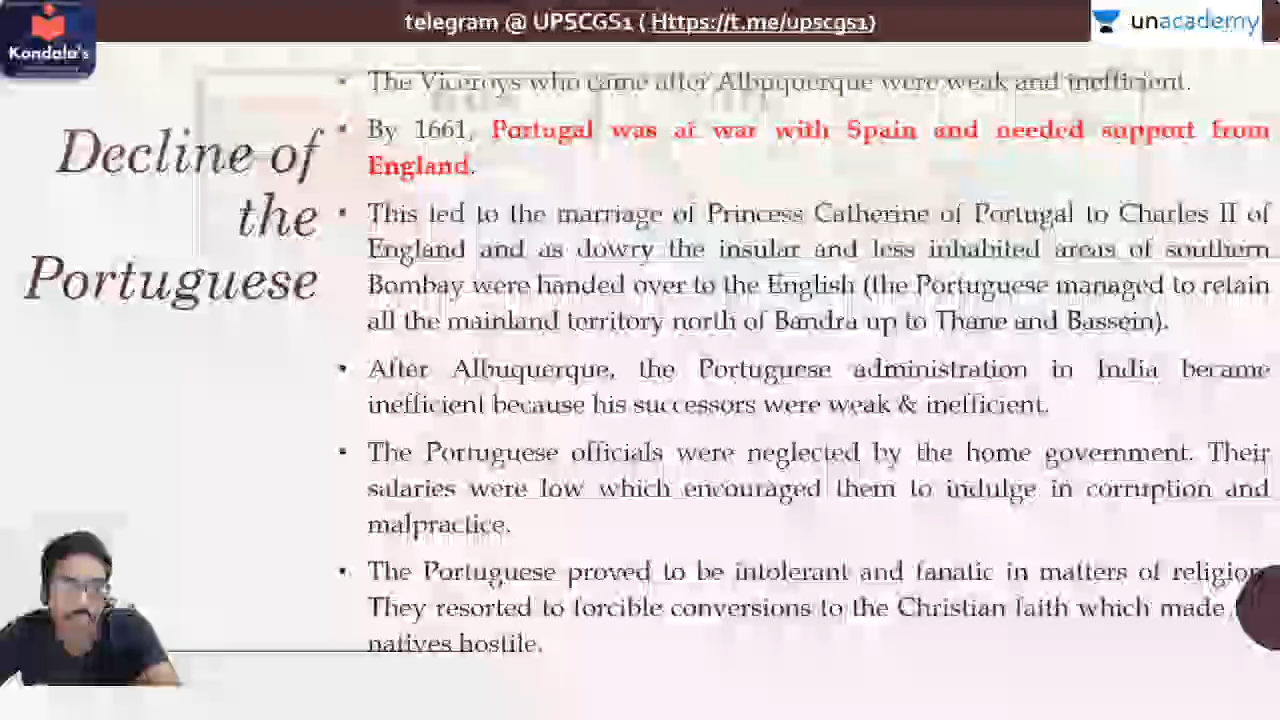 telegram @ UPSCGS1 ( Https://t.me/upscgs1)
Kandala's
unacademy
Decline of
the
Portuguese
• The Viceroys who came after Albuquerque were weak and inefficient.
• By 1661, Portugal was at war with Spain and needed support from
England.
• This led to the marriage of Princess Catherine of Portugal to Charles II of
England and as dowry the insular and less inhabited areas of southern
Bombay were handed over to the English (the Portuguese managed to retain
all the mainland territory north of Bandra up to Thane and Bassein).
• After Albuquerque, the Portuguese administration in India became
inefficient because his successors were weak & inefficient.
• The Portuguese officials were neglected by the home government. Their
salaries were low which encouraged them to indulge in corruption and
malpractice.
• The Portuguese proved to be intolerant and fanatic in matters of religion
They resorted to forcible conversions to the Christian faith which made
natives hostile.